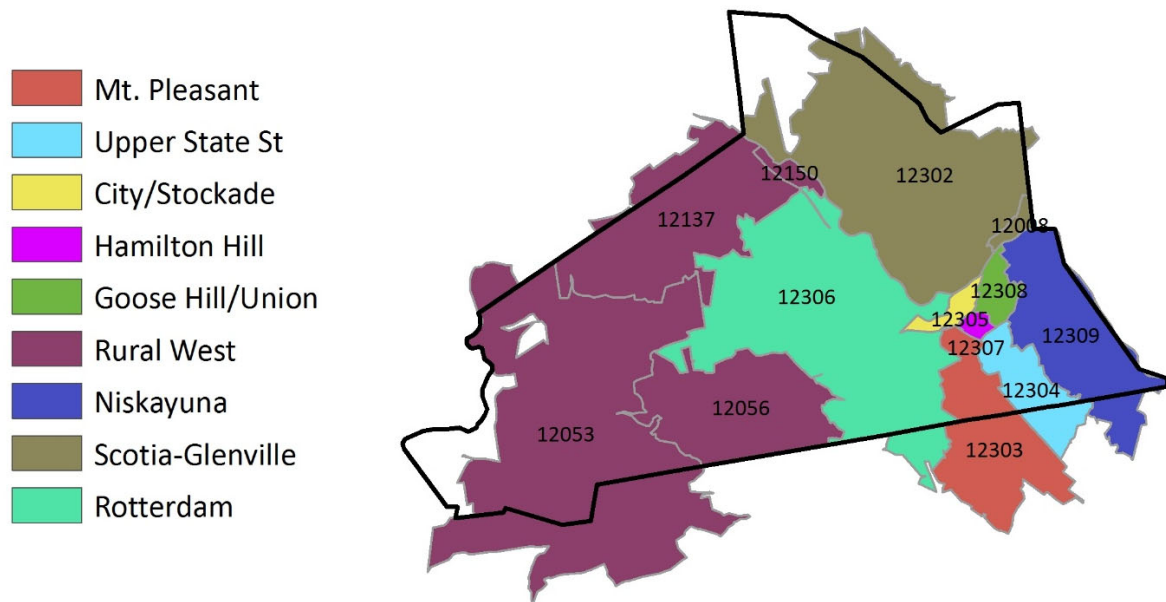 Mt. Pleasant
Upper State St
City/Stockade
Hamilton Hill
Goose Hill/Union
Rural West
Niskayuna
Scotia-Glenville
Rotterdam
12150
12302
12137
12008
12308
12306
12305
12309
12307
12304
12056
12053
12303